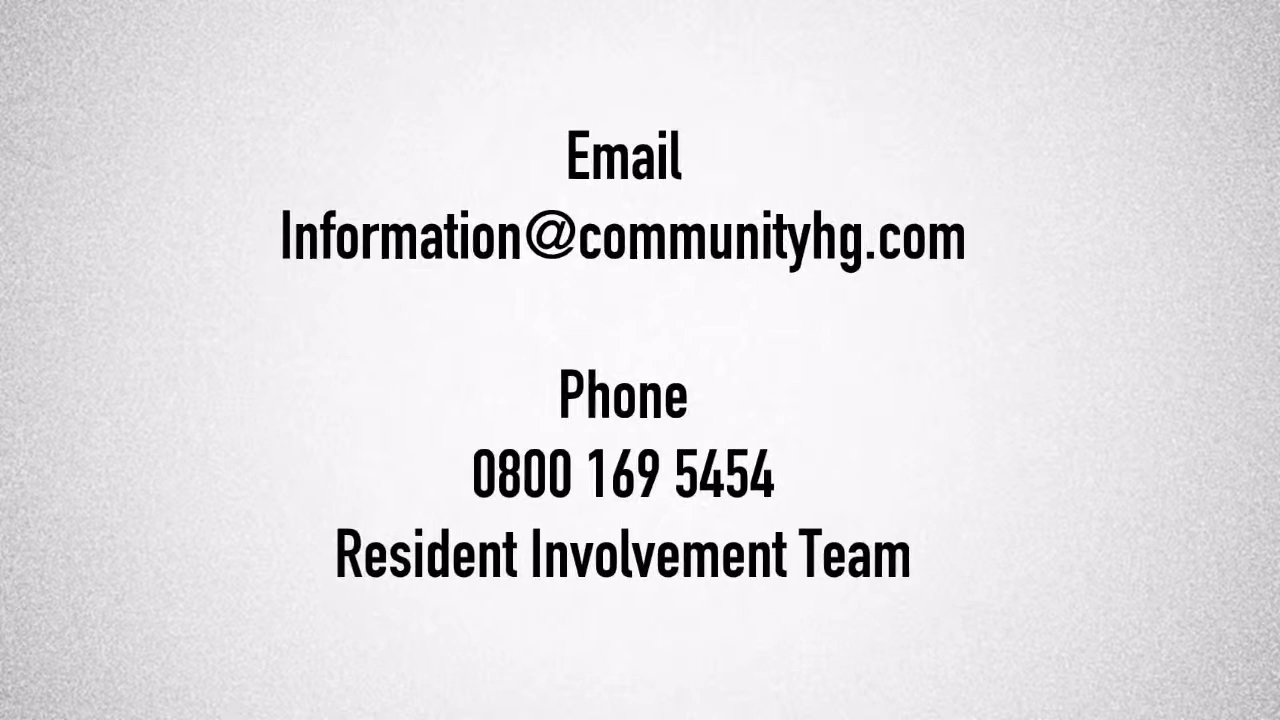 Email
Information@communityhg.com
Phone
0800 169 5454
Resident Involvement Team